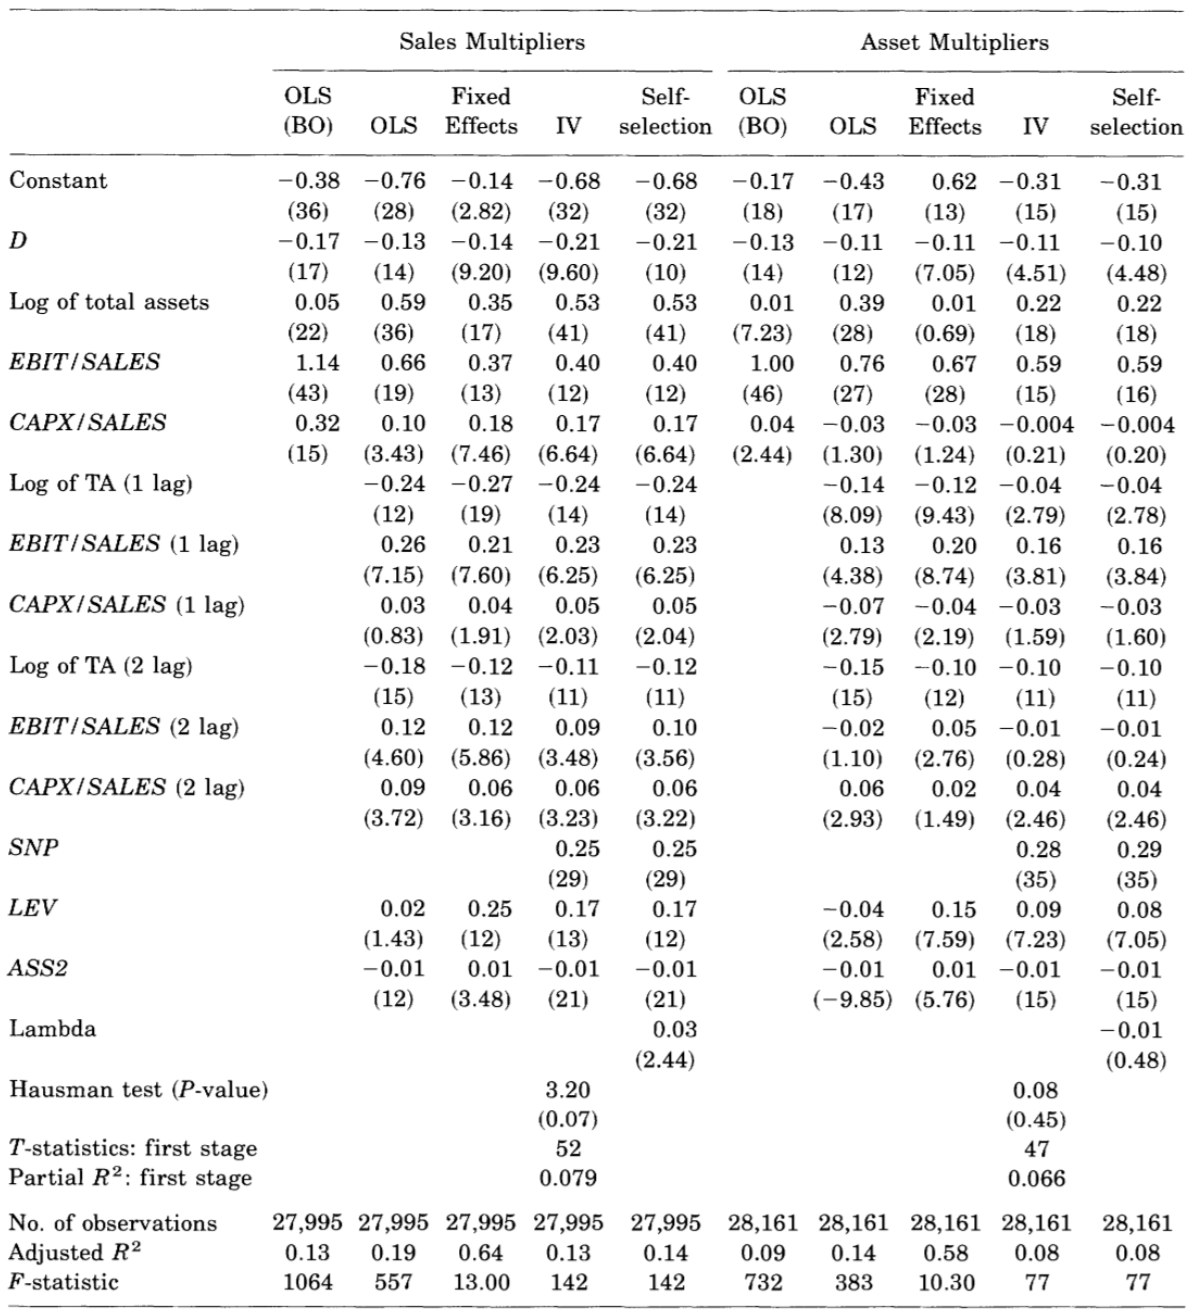 Sales Multipliers Asset Multipliers
OLS Fixed Self- OLS Fixed Self-
(BO) OLS Effects IV selection (BO) OLS Effects IV selection
Constant −0.38 −0.76 −0.14 −0.68 −0.68 −0.17 −0.43 0.62 −0.31 −0.31
(36) (28) (2.82) (32) (32) (18) (17) (13) (15) (15)
D −0.17 −0.13 −0.14 −0.21 −0.21 −0.13 −0.11 −0.11 −0.11 −0.10
(17) (14) (9.20) (9.60) (10) (14) (12) (7.05) (4.51) (4.48)
Log of total assets 0.05 0.59 0.35 0.53 0.53 0.01 0.39 0.01 0.22 0.22
(22) (36) (17) (41) (41) (7.23) (28) (0.69) (18) (18)
EBIT/SALES 1.14 0.66 0.37 0.40 0.40 1.00 0.76 0.67 0.59 0.59
(43) (19) (13) (12) (12) (46) (27) (28) (15) (16)
CAPX/SALES 0.32 0.10 0.18 0.17 0.17 0.04 −0.03 −0.03 −0.004 −0.004
(15) (3.43) (7.46) (6.64) (6.64) (2.44) (1.30) (1.24) (0.21) (0.20)
Log of TA (1 lag) −0.24 −0.27 −0.24 −0.24 −0.14 −0.12 −0.04 −0.04
(12) (19) (14) (14) (8.09) (9.43) (2.79) (2.78)
EBIT/SALES (1 lag) 0.26 0.21 0.23 0.23 0.13 0.20 0.16 0.16
(7.15) (7.60) (6.25) (6.25) (4.38) (8.74) (3.81) (3.84)
CAPX/SALES (1 lag) 0.03 0.04 0.05 0.05 −0.07 −0.04 −0.03 −0.03
(0.83) (1.91) (2.03) (2.04) (2.79) (2.19) (1.59) (1.60)
Log of TA (2 lag) −0.18 −0.12 −0.11 −0.12 −0.15 −0.10 −0.10 −0.10
(15) (13) (11) (11) (15) (12) (11) (11)
EBIT/SALES (2 lag) 0.12 0.12 0.09 0.10 −0.02 0.05 −0.01 −0.01
(4.60) (5.86) (3.48) (3.56) (1.10) (2.76) (0.28) (0.24)
CAPX/SALES (2 lag) 0.09 0.06 0.06 0.06 0.06 0.02 0.04 0.04
(3.72) (3.16) (3.23) (3.22) (2.93) (1.49) (2.46) (2.46)
SNP 0.25 0.25 0.28 0.29
(29) (29) (35) (35)
LEV 0.02 0.25 0.17 0.17 −0.04 0.15 0.09 0.08
(1.43) (12) (13) (12) (2.58) (7.59) (7.23) (7.05)
ASS2 −0.01 0.01 −0.01 −0.01 −0.01 0.01 −0.01 −0.01
(12) (3.48) (21) (21) (−9.85) (5.76) (15) (15)
Lambda 0.03 −0.01
(2.44) (0.48)
Hausman test (P-value) 3.20 0.08
(0.07) (0.45)
T-statistics: first stage 52 47
Partial R²: first stage 0.079 0.066
No. of observations 27,995 27,995 27,995 27,995 27,995 28,161 28,161 28,161 28,161 28,161
Adjusted R² 0.13 0.19 0.64 0.13 0.14 0.09 0.14 0.58 0.08 0.08
F-statistic 1064 557 13.00 142 142 732 383 10.30 77 77